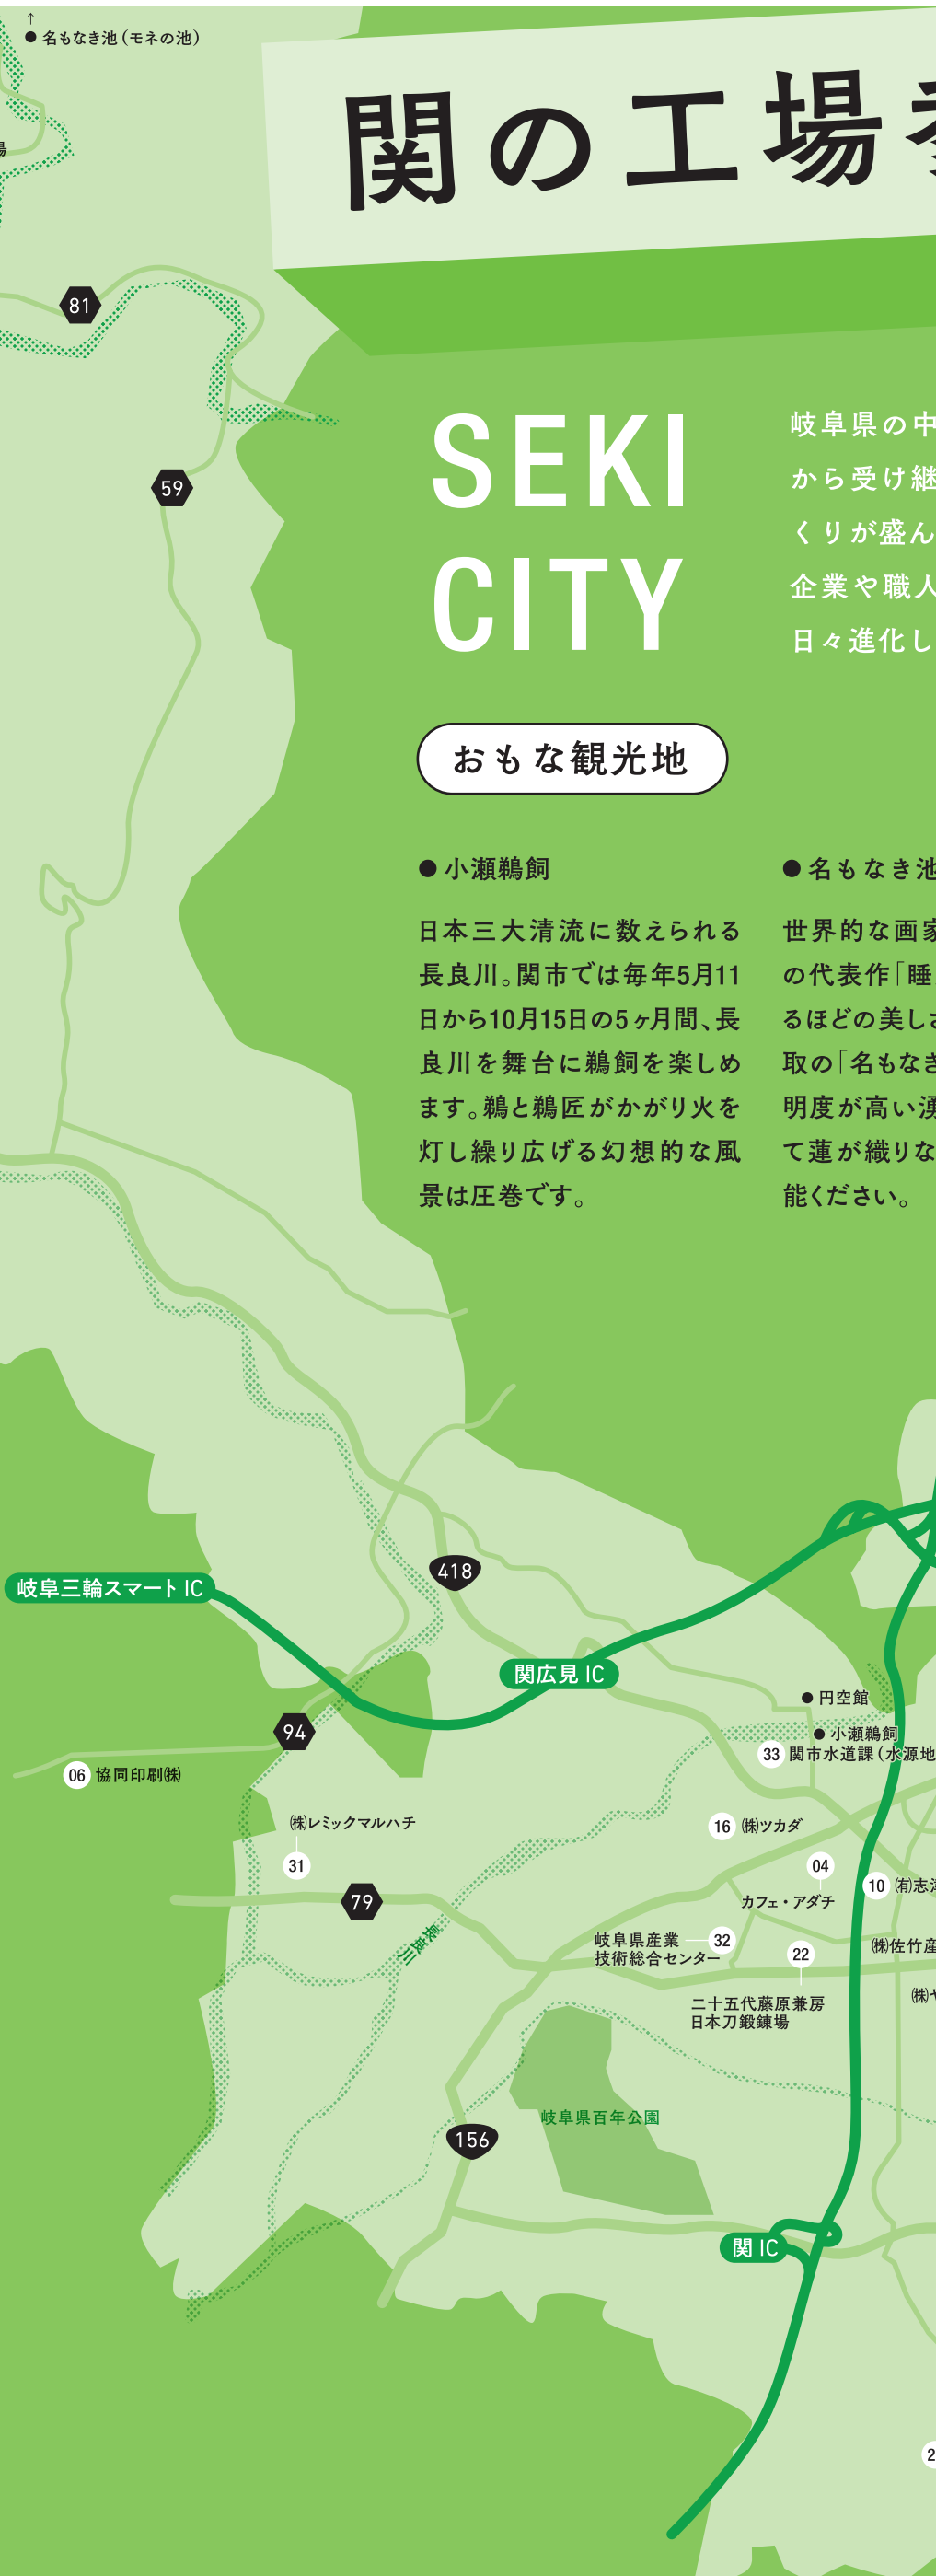 ↑
● 名もなき池（モネの池）
関の工場
81
SEKI
CITY
岐阜県の中
から受け継
くりが盛ん
企業や職人
日々進化し
59
おもな観光地
● 小瀬鵜飼
日本三大清流に数えられる
長良川。関市では毎年5月11
日から10月15日の5ヶ月間、長
良川を舞台に鵜飼を楽しめ
ます。鵜と鵜匠がかがり火を
灯し繰り広げる幻想的な風
景は圧巻です。
● 名もなき池
世界的な画家
の代表作「睡
るほどの美しさ
取の「名もなき
明度が高い湧
て蓮が織りな
能ください。
418
岐阜三輪スマート IC
関広見 IC
● 円空館
94
● 小瀬鵜飼
33 関市水道課（水源地
06 協同印刷㈱
㈱レミックマルハチ
31
16 ㈱ツカダ
04
カフェ・アダチ
10 ㈲志
79
長良川
岐阜県産業
技術総合センター
32
22
㈱佐竹産
二十五代藤原兼房
日本刀鍛錬場
㈱
岐阜県百年公園
156
関 IC
2